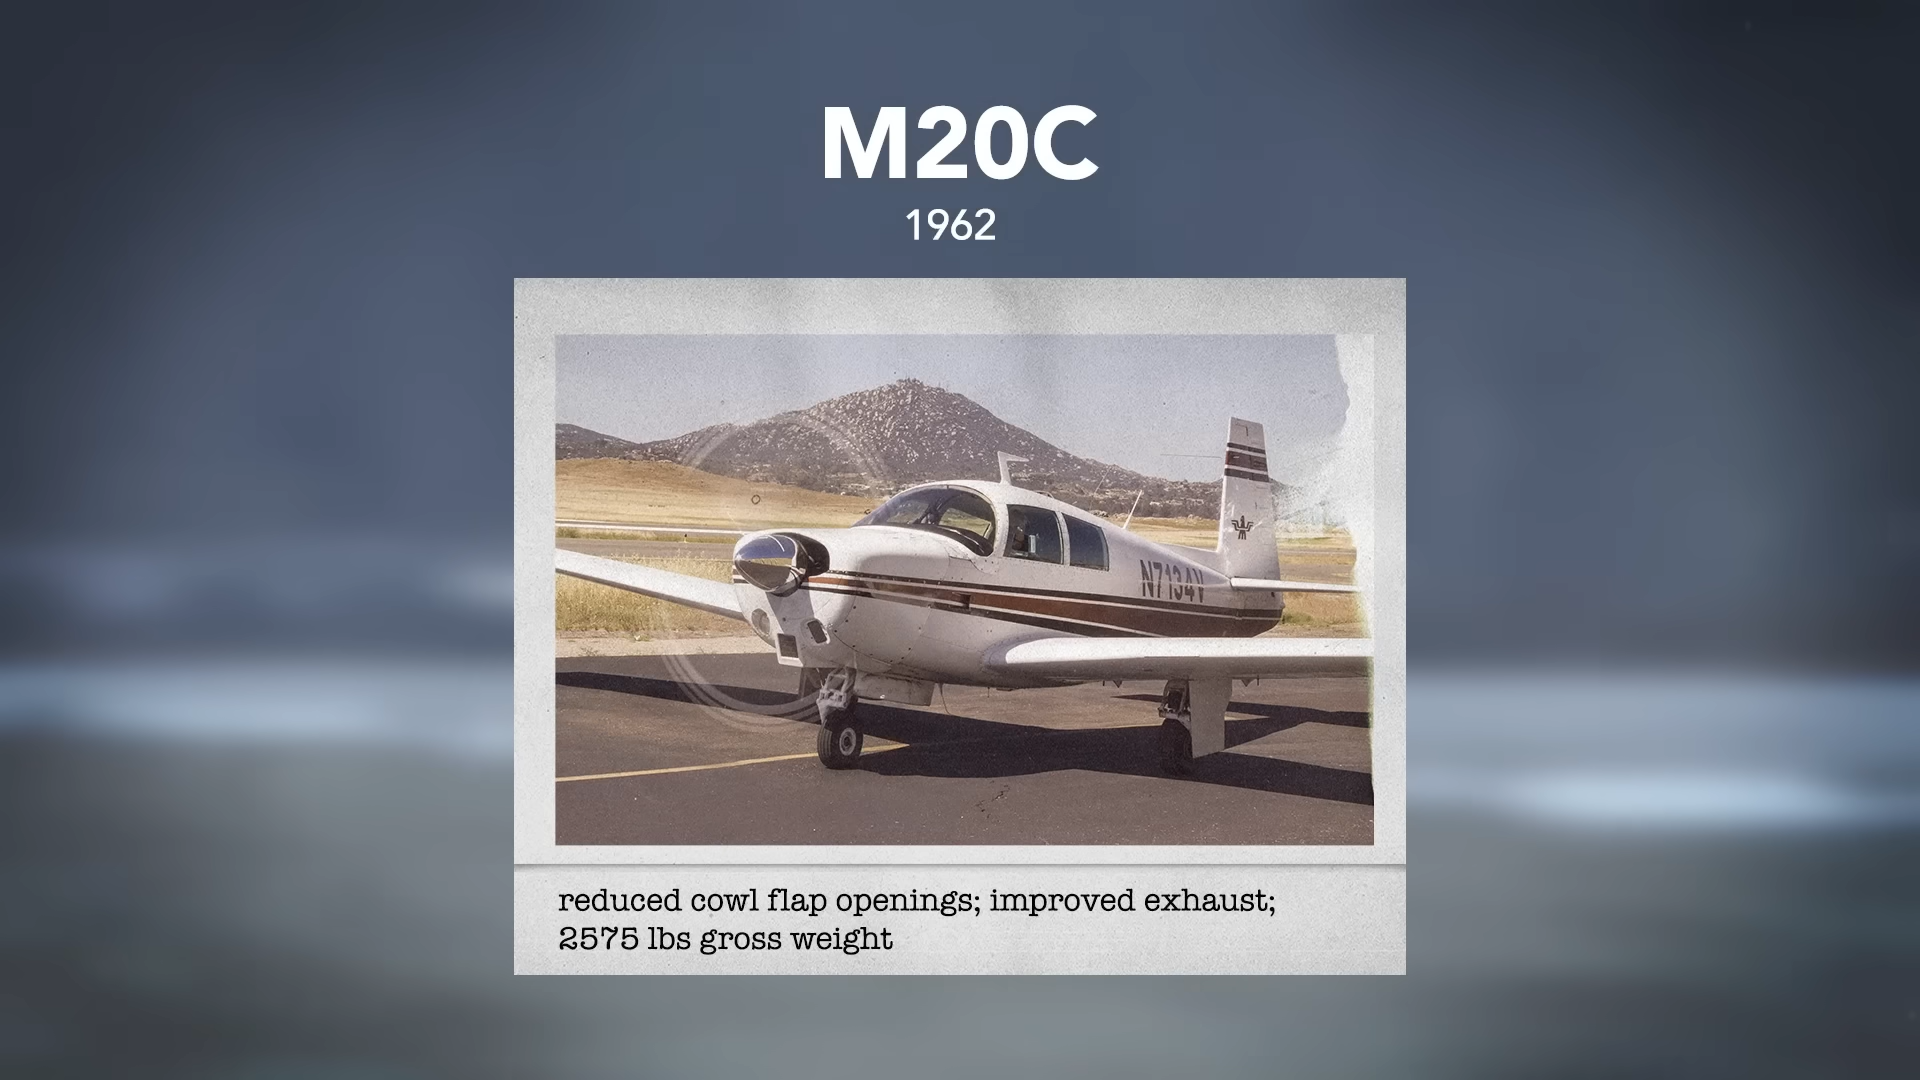 M20C
1962
N7134V
reduced cowl flap openings; improved exhaust;
2575 lbs gross weight